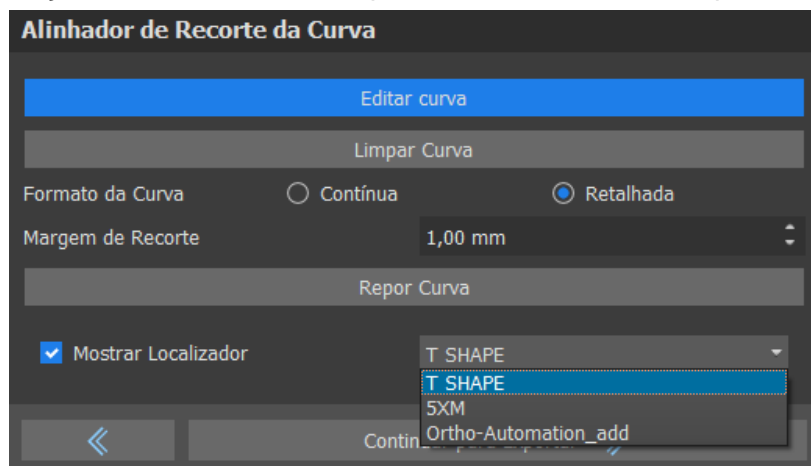 Alinhador de Recorte da Curva
Editar curva
Limpar Curva
Formato da Curva Contínua Retalhada
Margem de Recorte 1,00 mm
Repor Curva
Mostrar Localizador T SHAPE
T SHAPE
5XM
Ortho-Automation_add